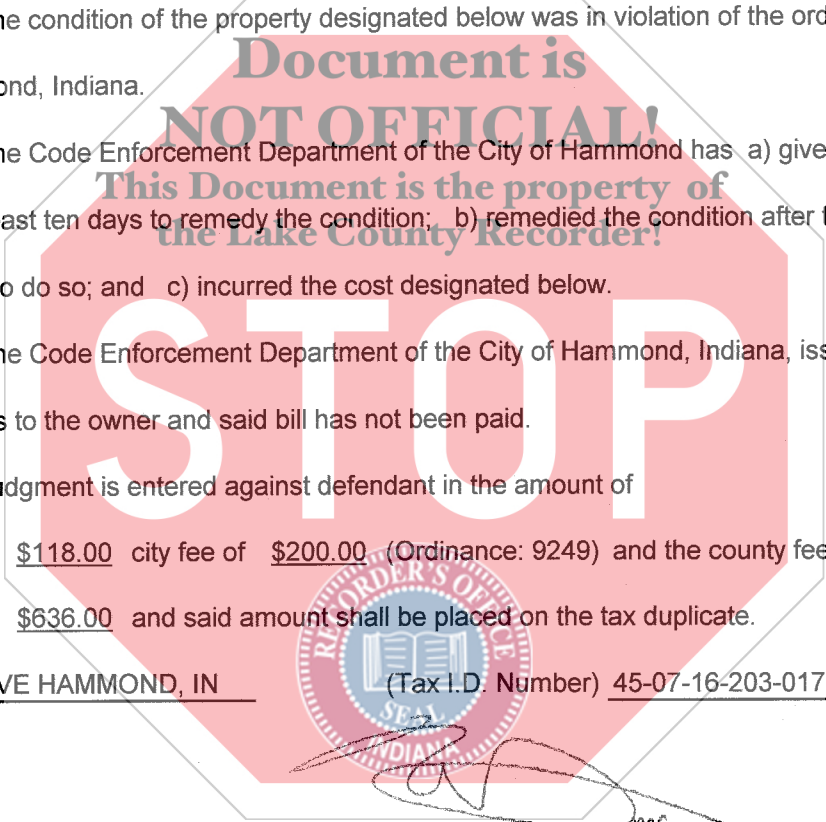 ne condition of the property designated below was in violation of the ord
Document is
ond, Indiana.
NOT OFFICIAL!
ne Code Enforcement Department of the City of Hammond has a) give
This Document is the property of
ast ten days to remedy the condition; b) remedied the condition after
the Lake County Recorder!
o do so; and c) incurred the cost designated below.
STOP
ne Code Enforcement Department of the City of Hammond, Indiana, iss
s to the owner and said bill has not been paid.
dgment is entered against defendant in the amount of
$118.00 city fee of $200.00 (Ordinance: 9249) and the county fee
$636.00 and said amount shall be placed on the tax duplicate.
RECORDER'S OFFICE
SEAL
INDIANA
VE HAMMOND, IN (Tax I.D. Number) 45-07-16-203-017